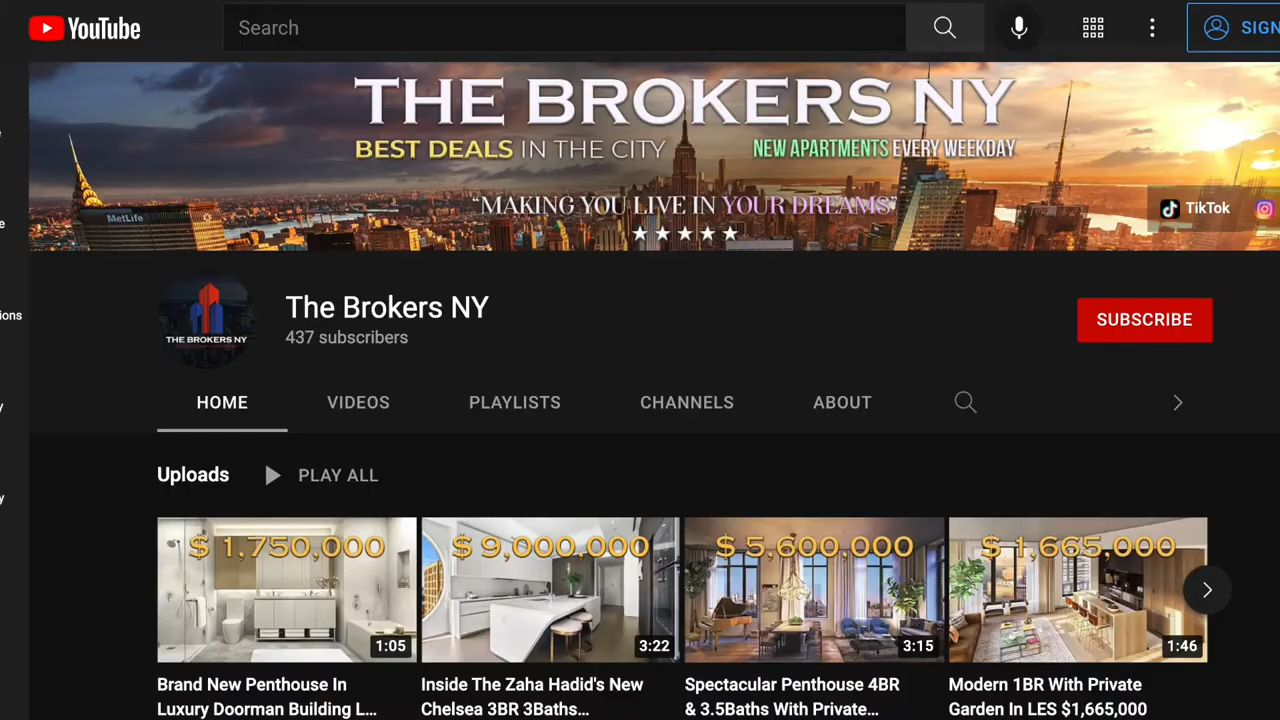 YouTube
Search
SIGN
THE BROKERS NY
BEST DEALS IN THE CITY
NEW APARTMENTS EVERY WEEKDAY
MetLife
"MAKING YOU LIVE IN YOUR DREAMS"
TikTok
THE BROKERS NY
The Brokers NY
437 subscribers
SUBSCRIBE
ions
HOME
VIDEOS
PLAYLISTS
CHANNELS
ABOUT
Uploads
PLAY ALL
$ 1,750,000
$ 9,000,000
$ 5,600,000
$ 1,665,000
1:05
3:22
3:15
1:46
Brand New Penthouse In
Luxury Doorman Building L...
Inside The Zaha Hadid's New
Chelsea 3BR 3Baths...
Spectacular Penthouse 4BR
& 3.5Baths With Private...
Modern 1BR With Private
Garden In LES $1,665,000